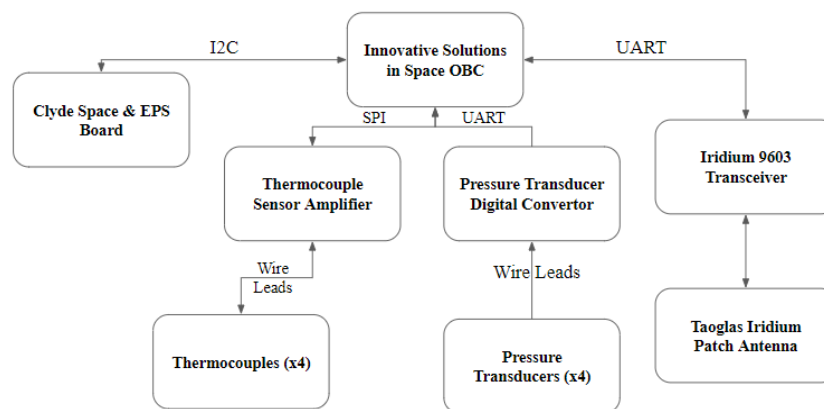 I2C
Innovative Solutions
in Space OBC
UART
Clyde Space & EPS
Board
SPI
UART
Thermocouple
Sensor Amplifier
Pressure Transducer
Digital Convertor
Iridium 9603
Transceiver
Wire
Leads
Wire Leads
Thermocouples (x4)
Pressure
Transducers (x4)
Taoglas Iridium
Patch Antenna